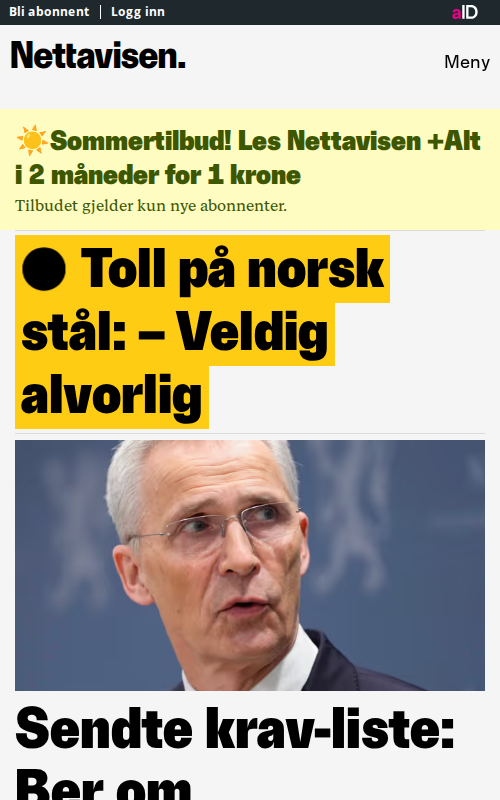 Bli abonnent
Logg inn
aID
Nettavisen.
Meny
☀️Sommertilbud! Les Nettavisen +Alt
i 2 måneder for 1 krone
Tilbudet gjelder kun nye abonnenter.
Toll på norsk
stål: – Veldig
alvorlig
Sendte krav-liste:
Ber om